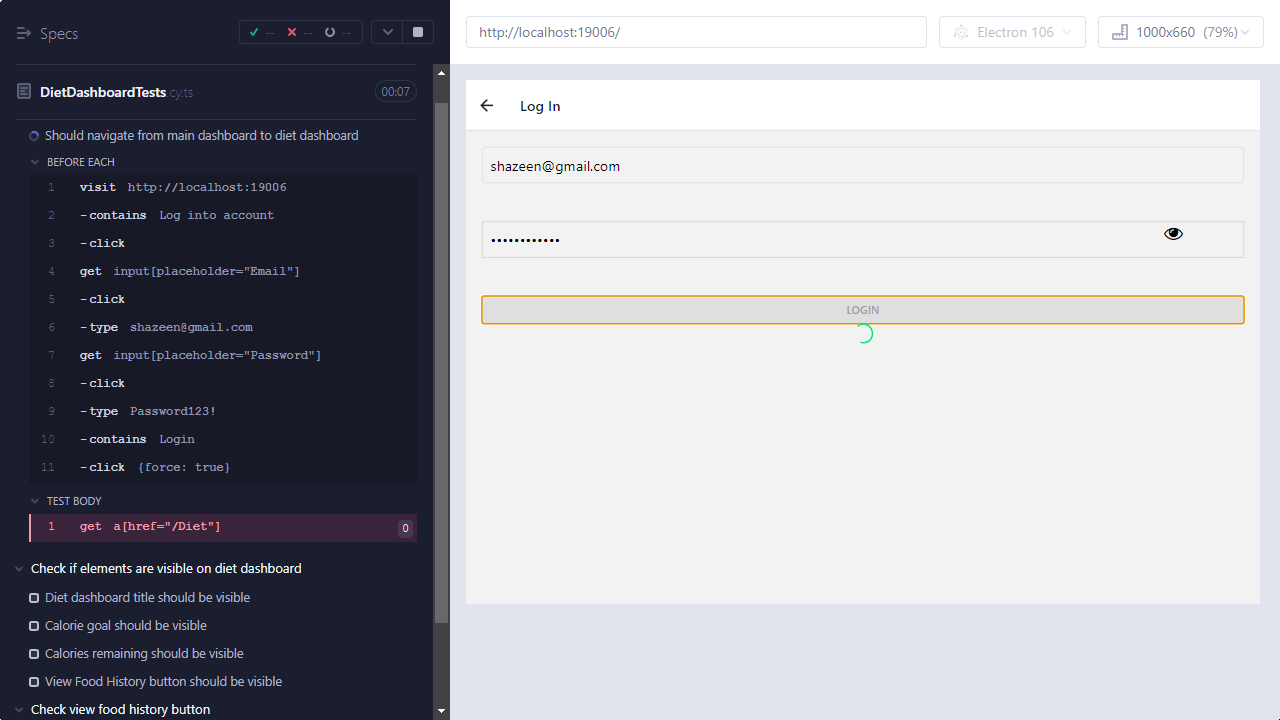 Specs
-- -- --
DietDashboardTests.cy.ts 00:07
Should navigate from main dashboard to diet dashboard
BEFORE EACH
1 visit http://localhost:19006
2 -contains Log into account
3 -click
4 get input[placeholder="Email"]
5 -click
6 -type shazeen@gmail.com
7 get input[placeholder="Password"]
8 -click
9 -type Password123!
10 -contains Login
11 -click {force: true}
TEST BODY
1 get a[href="/Diet"] 0
Check if elements are visible on diet dashboard
Diet dashboard title should be visible
Calorie goal should be visible
Calories remaining should be visible
View Food History button should be visible
Check view food history button
http://localhost:19006/
Electron 106
1000x660 (79%)
Log In
shazeen@gmail.com
••••••••••••
LOGIN